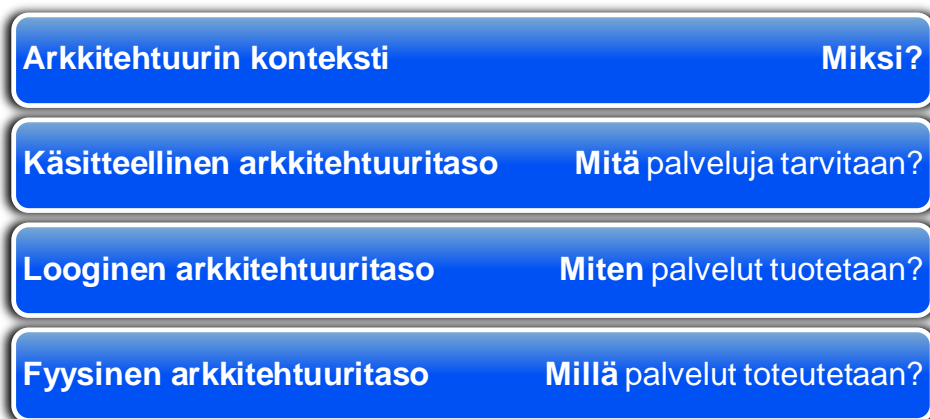 Arkkitehtuurin konteksti Miksi?
Käsitteellinen arkkitehtuuritaso Mitä palveluja tarvitaan?
Looginen arkkitehtuuritaso Miten palvelut tuotetaan?
Fyysinen arkkitehtuuritaso Millä palvelut toteutetaan?